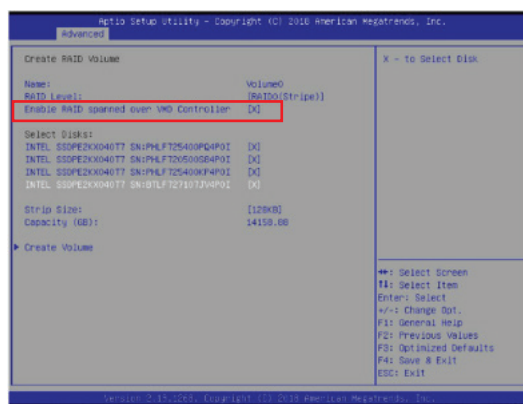 Aptio Setup Utility – Copyright (C) 2018 American Megatrends, Inc.
Advanced
Create RAID Volume
X - to Select Disk
Name: Volume0
RAID Level: [RAID0(Stripe)]
Enable RAID spanned over VMD Controller [X]
Select Disks:
INTEL SSDPE2KX040T7 SN:PHLF725400PQ4P0I [X]
INTEL SSDPE2KX040T7 SN:PHLF720500S84P0I [X]
INTEL SSDPE2KX040T7 SN:PHLF725400KP4P0I [X]
INTEL SSDPE2KX040T7 SN:BTLF727107JV4P0I [X]
Strip Size: [128KB]
Capacity (GB): 14158.08
Create Volume
: Select Screen
: Select Item
Enter: Select
+/-: Change Opt.
F1: General Help
F2: Previous Values
F3: Optimized Defaults
F4: Save & Exit
ESC: Exit
Version 2.19.1268. Copyright (C) 2018 American Megatrends, Inc.